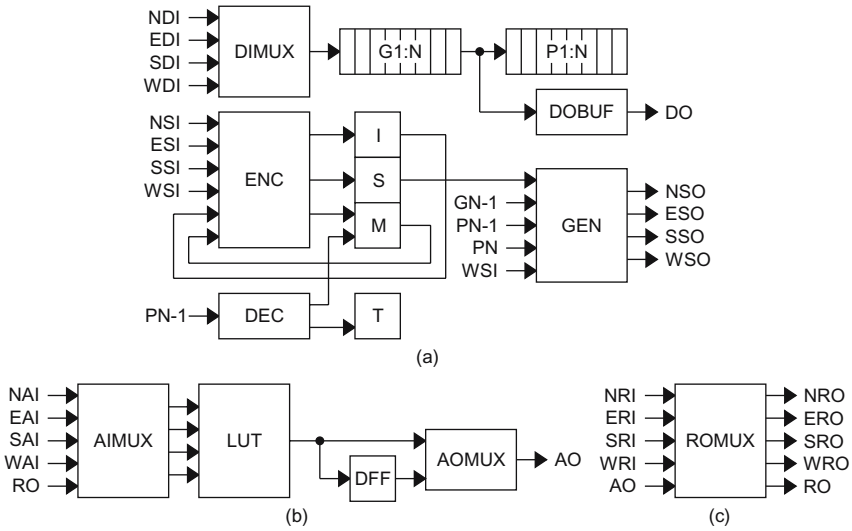 NDI
EDI
SDI
WDI
DIMUX
G1:N
P1:N
DOBUF
DO
NSI
ESI
SSI
WSI
ENC
I
S
M
GN-1
PN-1
PN
WSI
GEN
NSO
ESO
SSO
WSO
PN-1
DEC
T
(a)
NAI
EAI
SAI
WAI
RO
AIMUX
LUT
DFF
AOMUX
AO
(b)
NRI
ERI
SRI
WRI
AO
ROMUX
NRO
ERO
SRO
WRO
RO
(c)